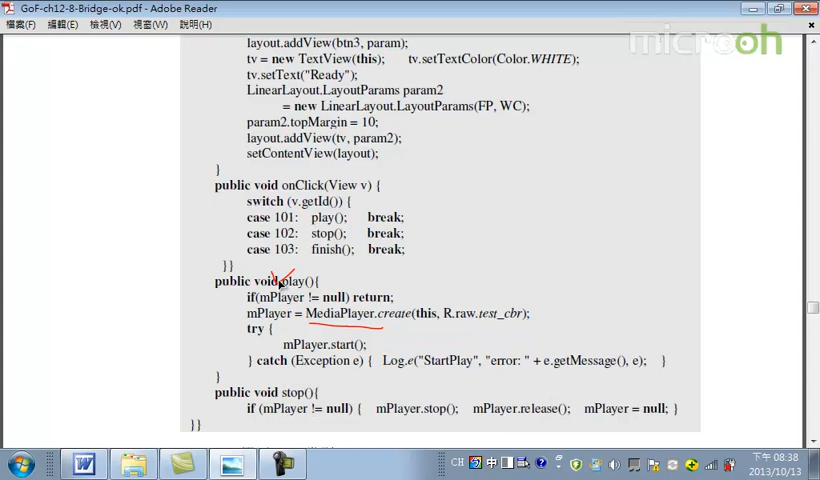 GoF-ch12-8-Bridge-ok.pdf - Adobe Reader
檔案(F) 編輯(E) 檢視(V) 視窗(W) 說明(H)
microoh
layout.addView(btn3, param);
tv = new TextView(this); tv.setTextColor(Color.WHITE);
tv.setText("Ready");
LinearLayout.LayoutParams param2
= new LinearLayout.LayoutParams(FP, WC);
param2.topMargin = 10;
layout.addView(tv, param2);
setContentView(layout);
}
public void onClick(View v) {
switch (v.getId()) {
case 101: play(); break;
case 102: stop(); break;
case 103: finish(); break;
}}
public void play(){
if(mPlayer != null) return;
mPlayer = MediaPlayer.create(this, R.raw.test_cbr);
try {
mPlayer.start();
} catch (Exception e) { Log.e("StartPlay", "error: " + e.getMessage(), e); }
}
public void stop(){
if (mPlayer != null) { mPlayer.stop(); mPlayer.release(); mPlayer = null; }
}}
CH 中
下午 08:38
2013/10/13